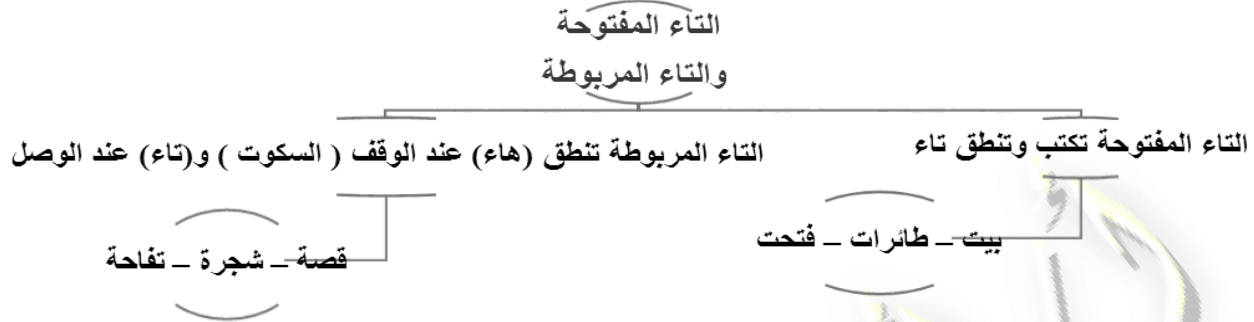 التاء المفتوحة
والتاء المربوطة
التاء المفتوحة تكتب وتنطق تاء
التاء المربوطة تنطق (هاء) عند الوقف ( السكوت ) و(تاء) عند الوصل
بيت – طائرات – فتحت
قصة – شجرة – تفاحة